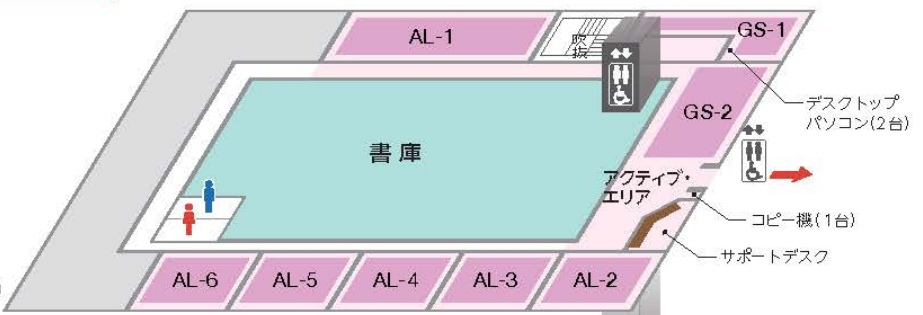 AL-1
吹
抜
GS-1
GS-2
デスクトップ
パソコン(2台)
書庫
アクティブ・
エリア
コピー機(1台)
サポートデスク
AL-6
AL-5
AL-4
AL-3
AL-2